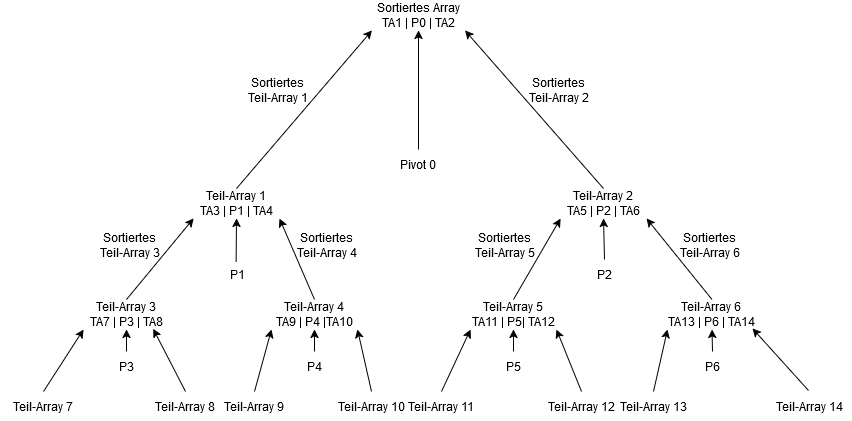 Sortiertes Array
TA1 | P0 | TA2
Sortiertes
Teil-Array 1
Sortiertes
Teil-Array 2
Pivot 0
Teil-Array 1
TA3 | P1 | TA4
Teil-Array 2
TA5 | P2 | TA6
Sortiertes
Teil-Array 3
Sortiertes
Teil-Array 4
Sortiertes
Teil-Array 5
Sortiertes
Teil-Array 6
P1
P2
Teil-Array 3
TA7 | P3 | TA8
Teil-Array 4
TA9 | P4 |TA10
Teil-Array 5
TA11 | P5| TA12
Teil-Array 6
TA13 | P6 | TA14
P3
P4
P5
P6
Teil-Array 7
Teil-Array 8
Teil-Array 9
Teil-Array 10
Teil-Array 11
Teil-Array 12
Teil-Array 13
Teil-Array 14